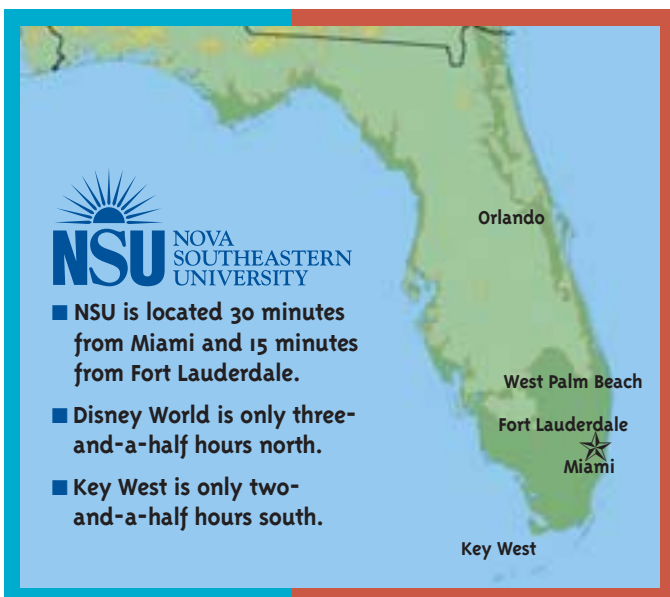 Orlando
NSU
NOVA
SOUTHEASTERN
UNIVERSITY
■ NSU is located 30 minutes
from Miami and 15 minutes
from Fort Lauderdale.
■ Disney World is only three-
and-a-half hours north.
■ Key West is only two-
and-a-half hours south.
West Palm Beach
Fort Lauderdale
Miami
Key West